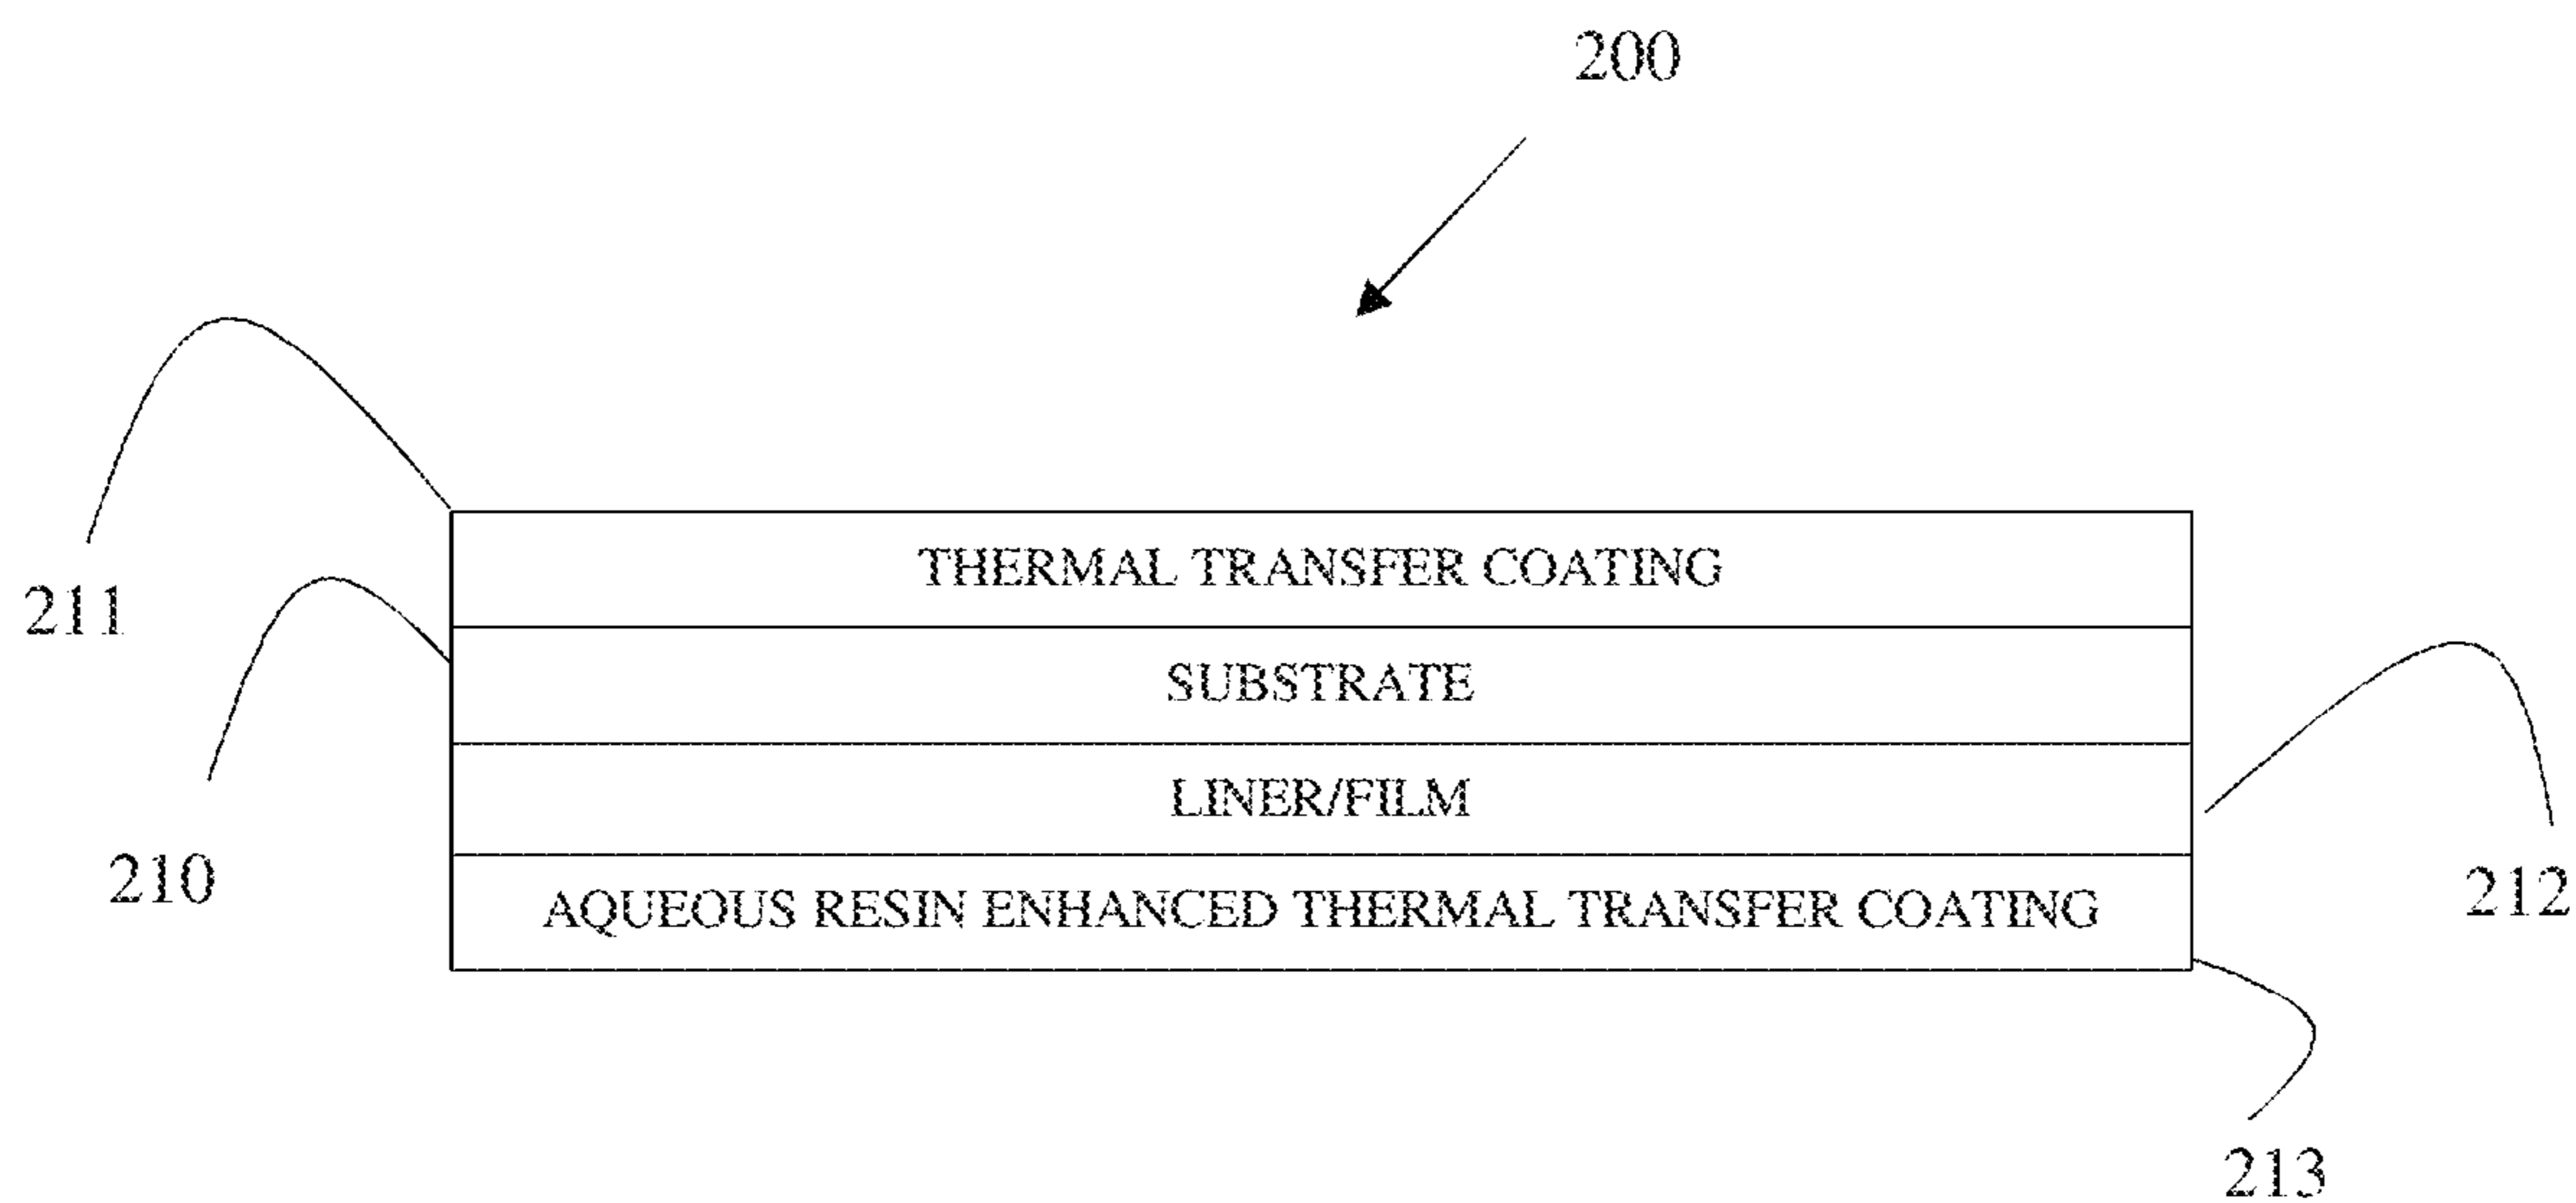 200
THERMAL TRANSFER COATING
211
SUBSTRATE
LINER/FILM
210
212
AQUEOUS RESIN ENHANCED THERMAL TRANSFER COATING
213